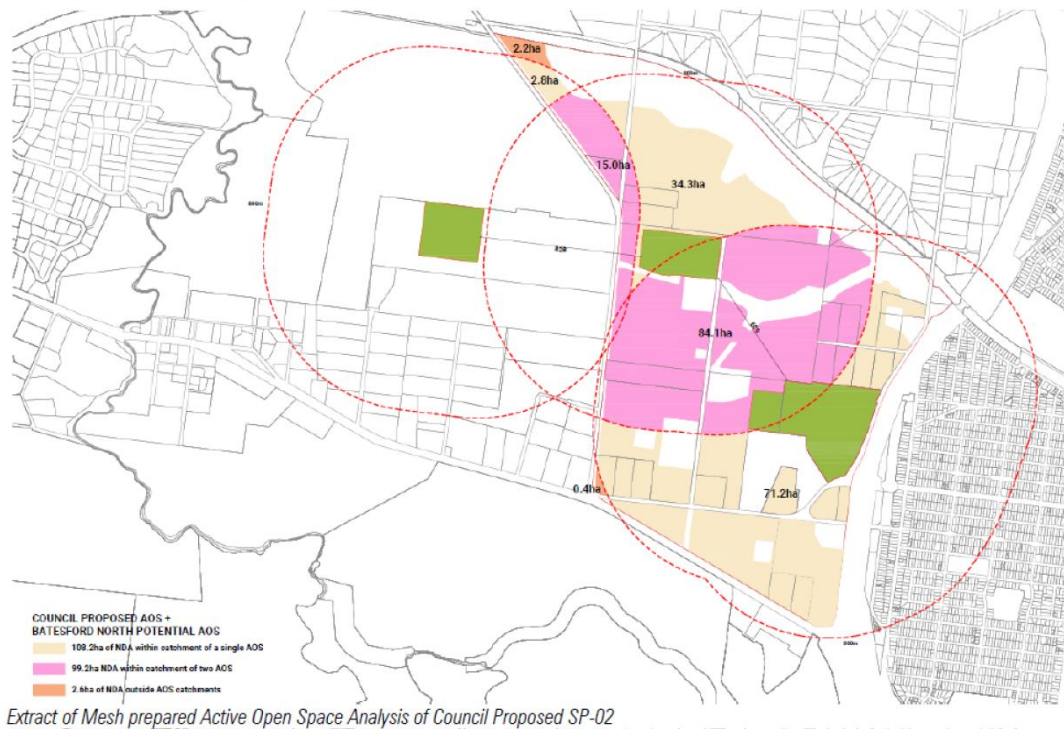 2.2ha
2.8ha
800m
15.0ha
34.3ha
800m
84.1ha
0.4ha
71.2ha
800m
COUNCIL PROPOSED AOS +
BATESFORD NORTH POTENTIAL AOS
108.2ha of NDA within catchment of a single AOS
99.2ha NDA within catchment of two AOS
2.6ha of NDA outside AOS catchments
Extract of Mesh prepared Active Open Space Analysis of Council Proposed SP-02